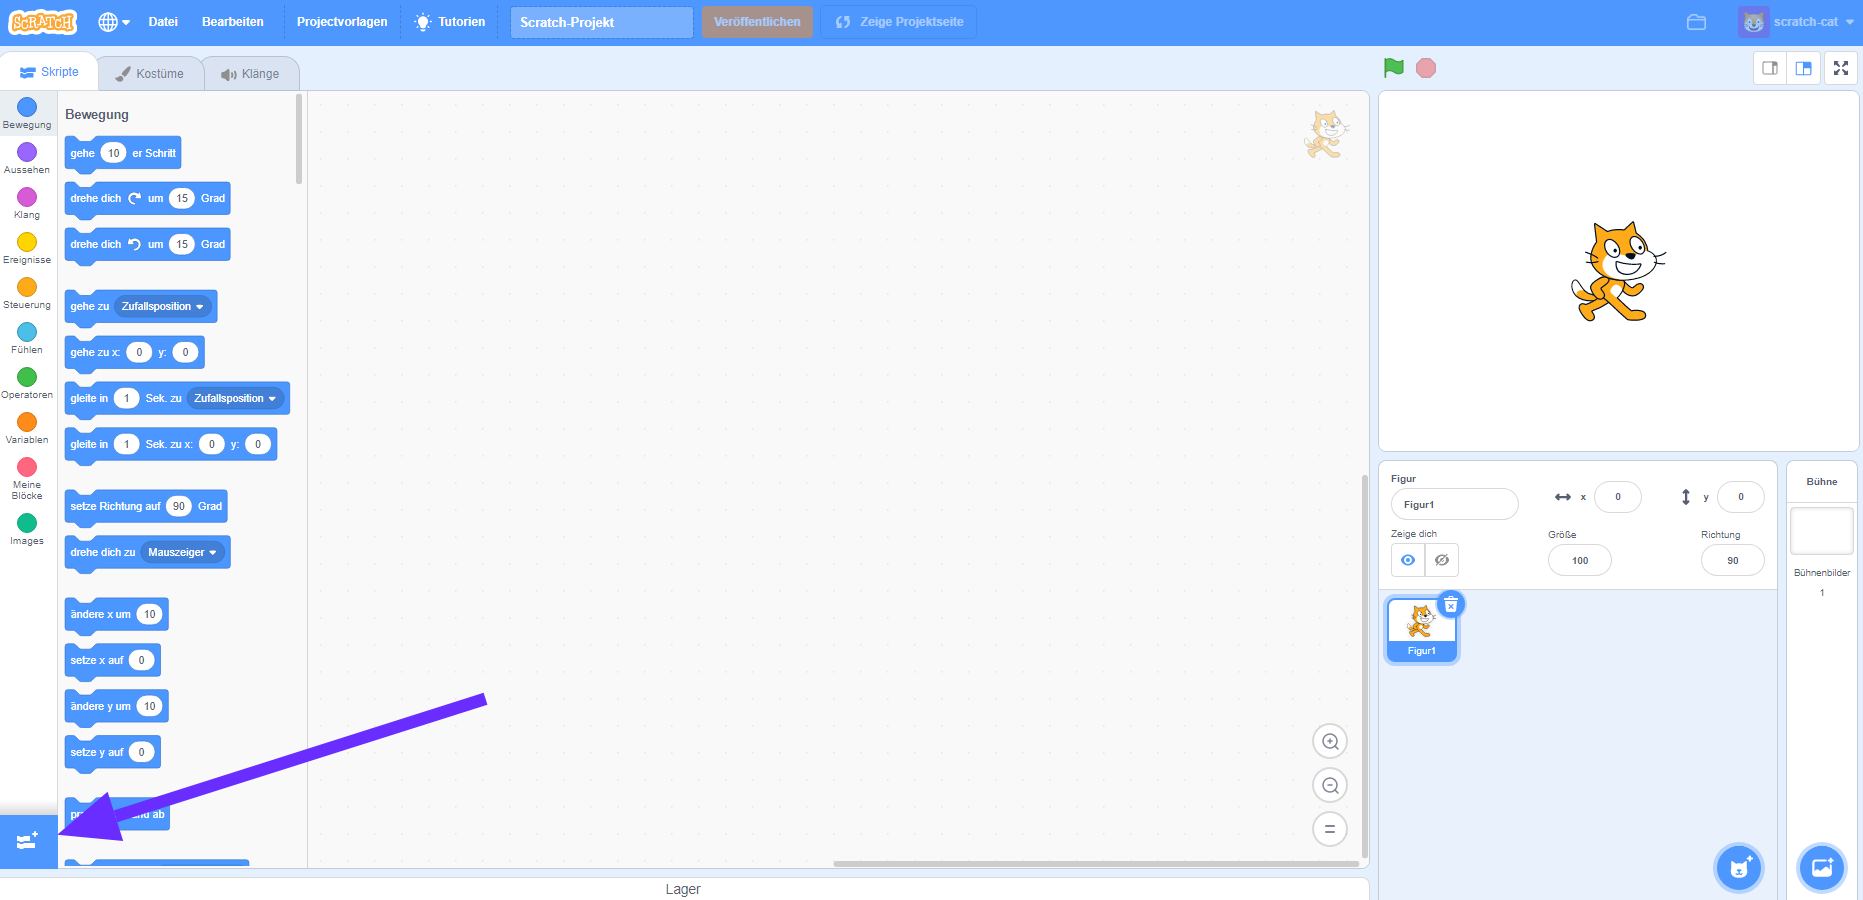 SCRATCH
Datei
Bearbeiten
Projectvorlagen
Tutorien
Scratch-Projekt
Veröffentlichen
Zeige Projektseite
scratch-cat
Skripte
Kostüme
Klänge
Bewegung
Aussehen
Klang
Ereignisse
Steuerung
Fühlen
Operatoren
Variablen
Meine
Blöcke
Images
Bewegung
gehe 10 er Schritt
drehe dich um 15 Grad
drehe dich um 15 Grad
gehe zu Zufallsposition
gehe zu x: 0 y: 0
gleite in 1 Sek. zu Zufallsposition
gleite in 1 Sek. zu x: 0 y: 0
setze Richtung auf 90 Grad
drehe dich zu Mauszeiger
ändere x um 10
setze x auf 0
ändere y um 10
setze y auf 0
ab
Lager
Figur
Figur1
x 0
y 0
Zeige dich
Größe
100
Richtung
90
Figur1
Bühne
Bühnenbilder
1